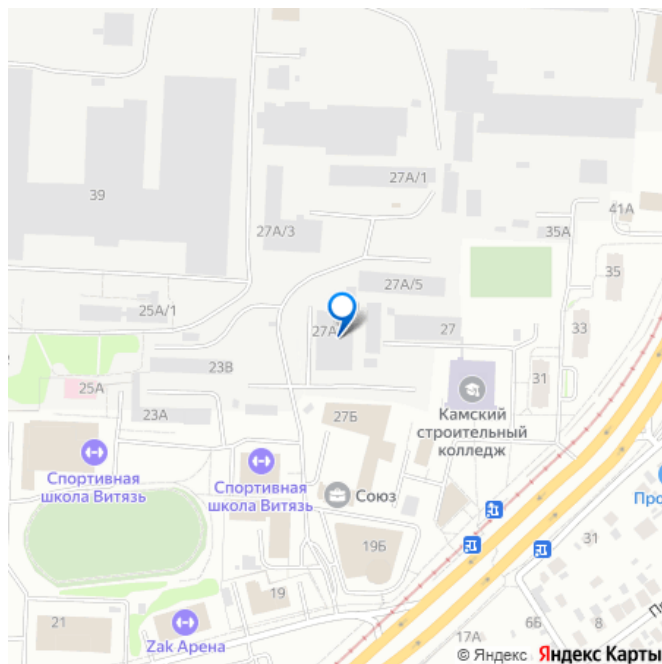 39
27А/1
41А
27А/3
35А
35
27А/5
25А/1
27А
27
33
23В
31
25А
23А
27Б
Камский
строительный
колледж
Спортивная
школа Витязь
Спортивная
школа Витязь
Союз
Про
19Б
31
19
21
Zak Арена
17А
6Б
8
© Яндекс Яндекс Карты